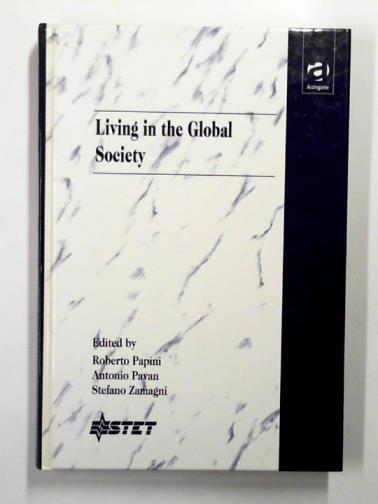 Ashgate
Living in the Global
Society
Edited by
Roberto Papini
Antonio Pavan
Stefano Zamagni
STET